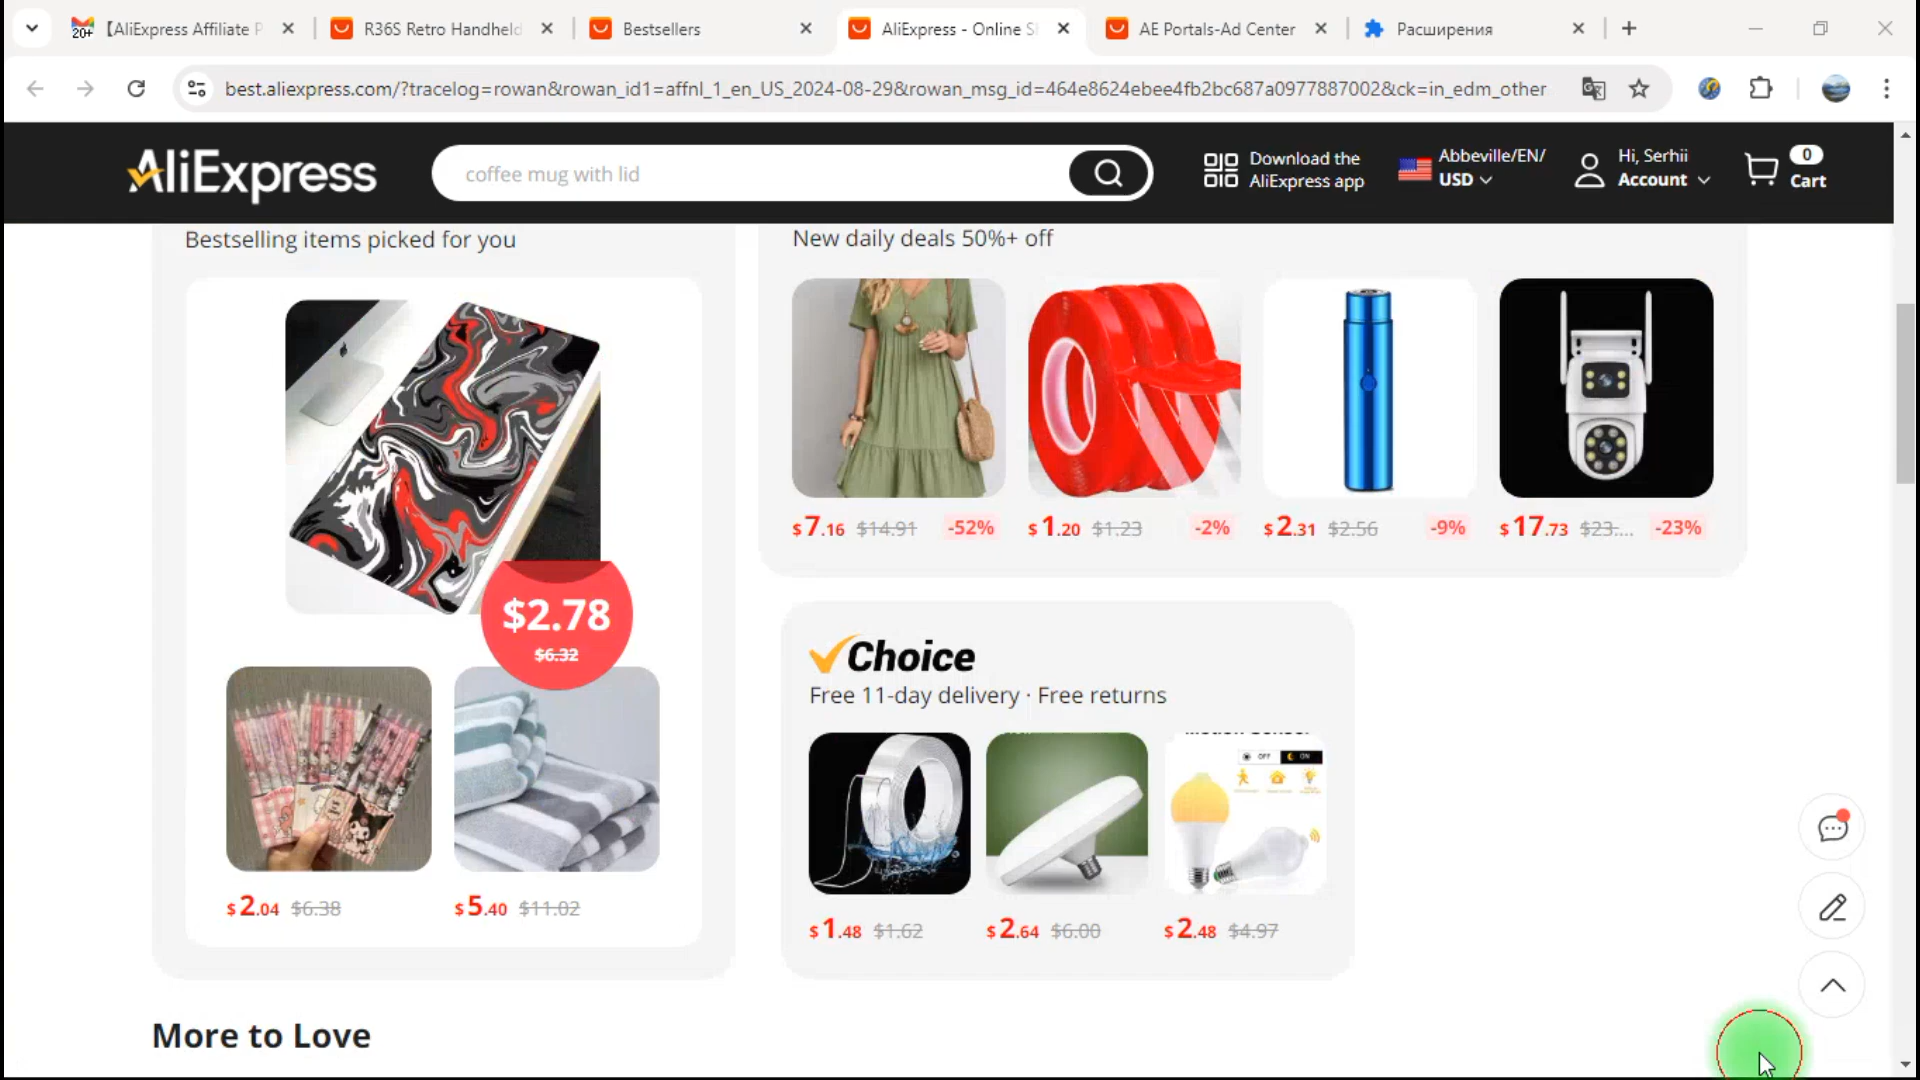 20+
【AliExpress Affiliate P
R36S Retro Handheld
Bestsellers
AliExpress - Online S
AE Portals-Ad Center
Расширения
best.aliexpress.com/?tracelog=rowan&rowan_id1=affnl_1_en_US_2024-08-29&rowan_msg_id=464e8624ebee4fb2bc687a0977887002&ck=in_edm_other
AliExpress
coffee mug with lid
Download the
AliExpress app
Abbeville/EN/
USD
Hi, Serhii
Account
0
Cart
Bestselling items picked for you
New daily deals 50%+ off
$7.16 $14.91 -52%
$1.20 $1.23 -2%
$2.31 $2.56 -9%
$17.73 $23.... -23%
$2.78
$6.32
$2.04 $6.38
$5.40 $11.02
Choice
Free 11-day delivery · Free returns
OFF
ON
$1.48 $1.62
$2.64 $6.00
$2.48 $4.97
More to Love